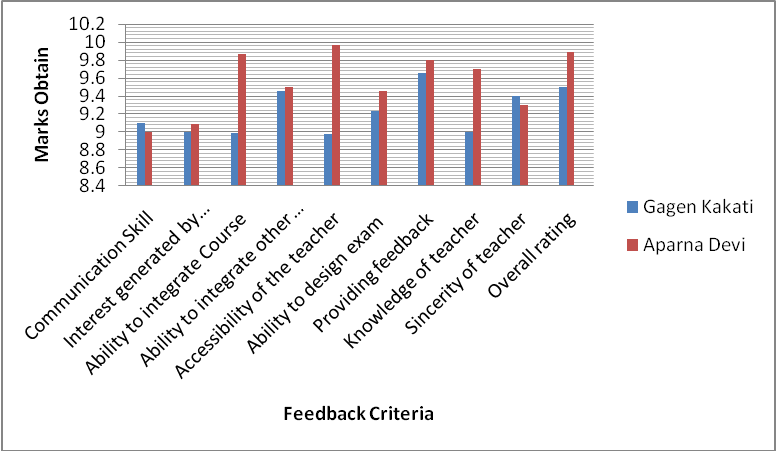 10.2
10
9.8
9.6
9.4
9.2
9
8.8
8.6
8.4
Marks Obtain
Communication Skill
Interest generated by...
Ability to integrate Course
Ability to integrate other...
Accessibility of the teacher
Ability to design exam
Providing feedback
Knowledge of teacher
Sincerity of teacher
Overall rating
Feedback Criteria
Gagen Kakati
Aparna Devi